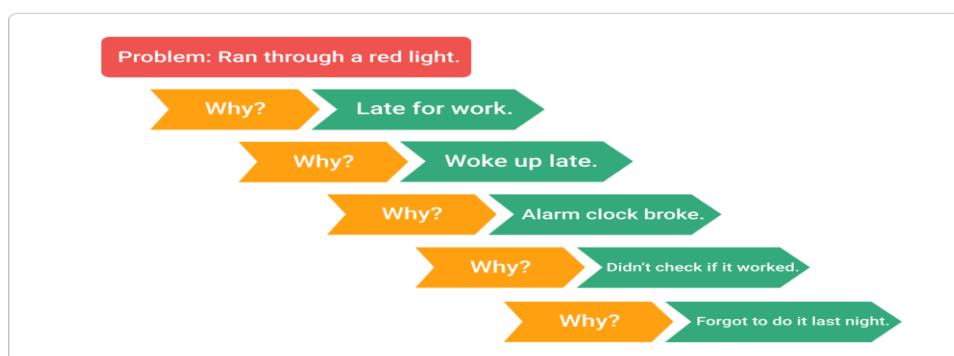 Problem: Ran through a red light.
Why? Late for work.
Why? Woke up late.
Why? Alarm clock broke.
Why? Didn't check if it worked.
Why? Forgot to do it last night.